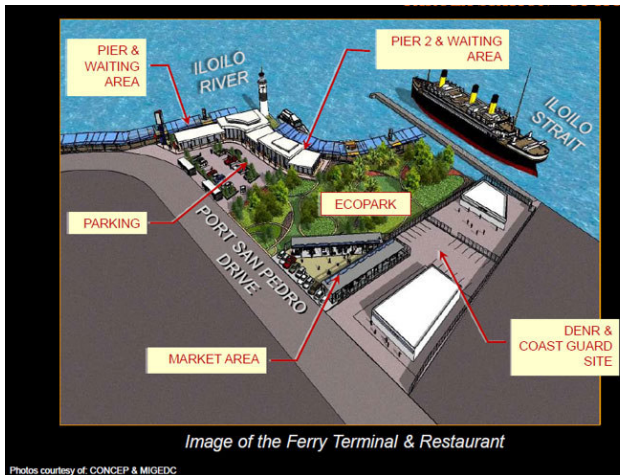 PIER &
WAITING
AREA
ILOILO
RIVER
PIER 2 & WAITING
AREA
ILOILO
STRAIT
ECOPARK
PARKING
PORT SAN PEDRO
DRIVE
MARKET AREA
DENR &
COAST GUARD
SITE
Image of the Ferry Terminal & Restaurant
Photos courtesy of: CONCEP & MIGEDC